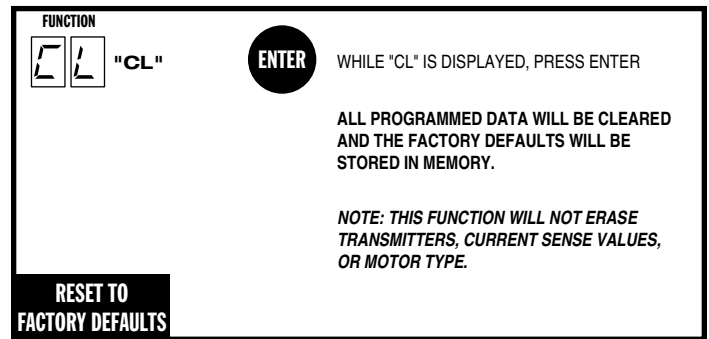 FUNCTION
CL "CL"
ENTER
WHILE "CL" IS DISPLAYED, PRESS ENTER
ALL PROGRAMMED DATA WILL BE CLEARED
AND THE FACTORY DEFAULTS WILL BE
STORED IN MEMORY.
NOTE: THIS FUNCTION WILL NOT ERASE
TRANSMITTERS, CURRENT SENSE VALUES,
OR MOTOR TYPE.
RESET TO
FACTORY DEFAULTS